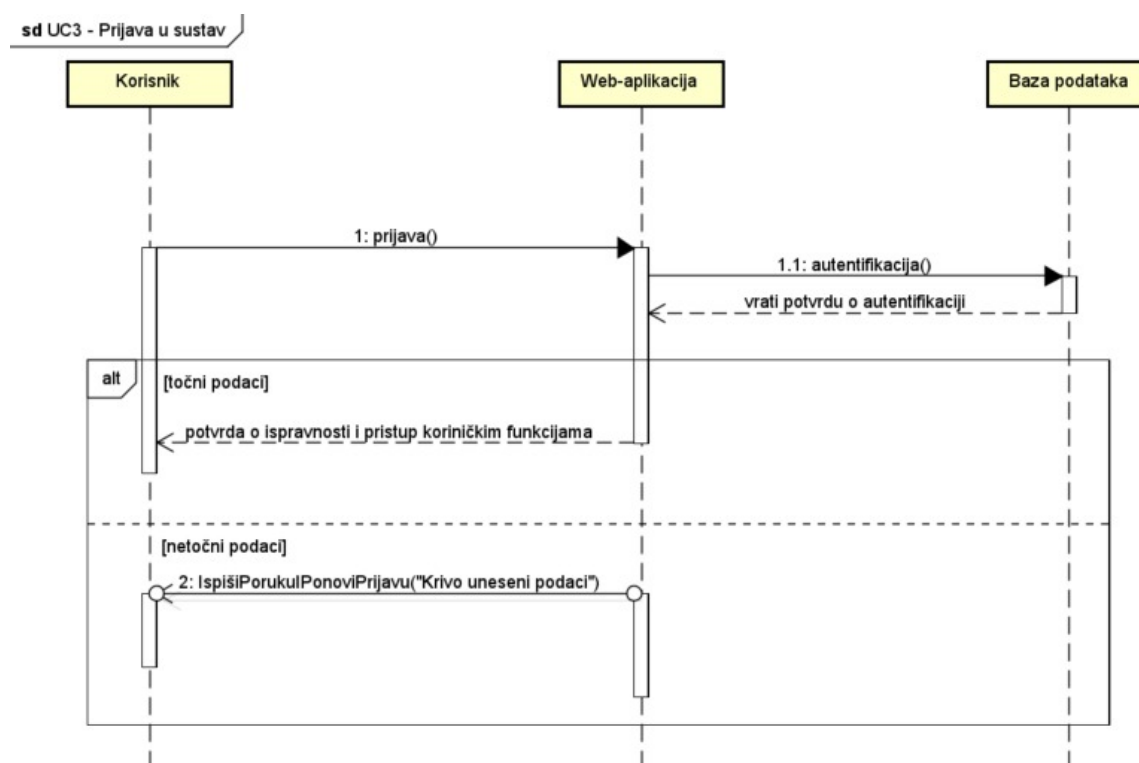 sd UC3 - Prijava u sustav
Korisnik
Web-aplikacija
Baza podataka
1: prijava()
1.1: autentifikacija()
vrati potvrdu o autentifikaciji
alt
[točni podaci]
potvrda o ispravnosti i pristup koriničkim funkcijama
[netočni podaci]
2: IspišiPorukuIPonoviPrijavu("Krivo uneseni podaci")